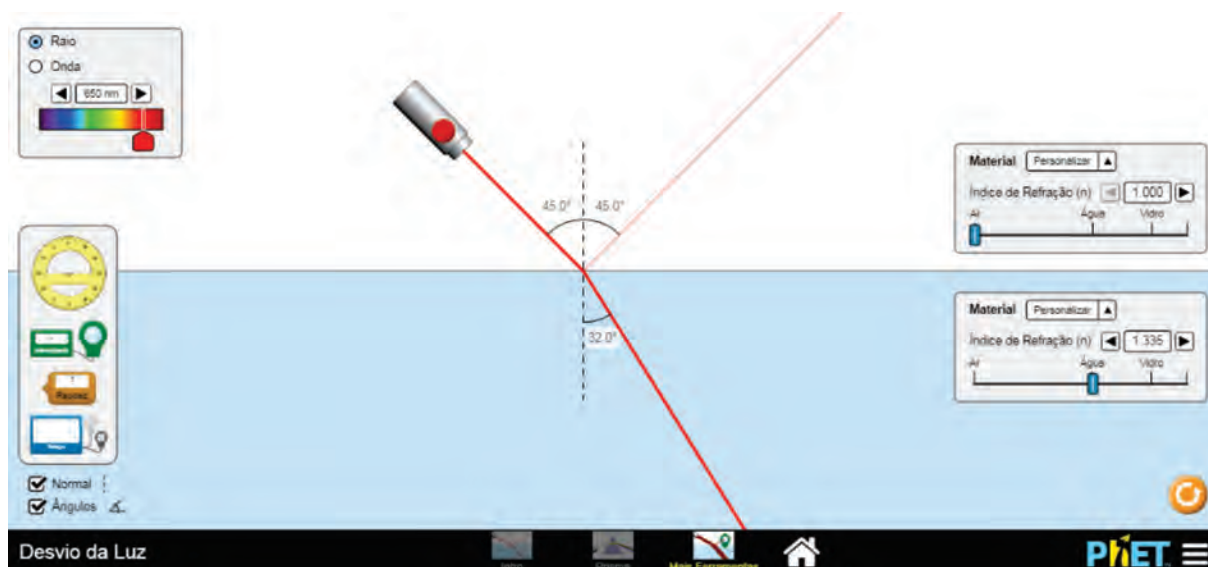 Raio
Onda
650 nm
45.0° 45.0°
32.0°
Material Personalizar
Índice de Refração (n) 1.000
Ar Água Vidro
Material Personalizar
Índice de Refração (n) 1.336
Ar Água Vidro
Normal
Ângulos
Desvio da Luz
Mais Ferramentas
PhET